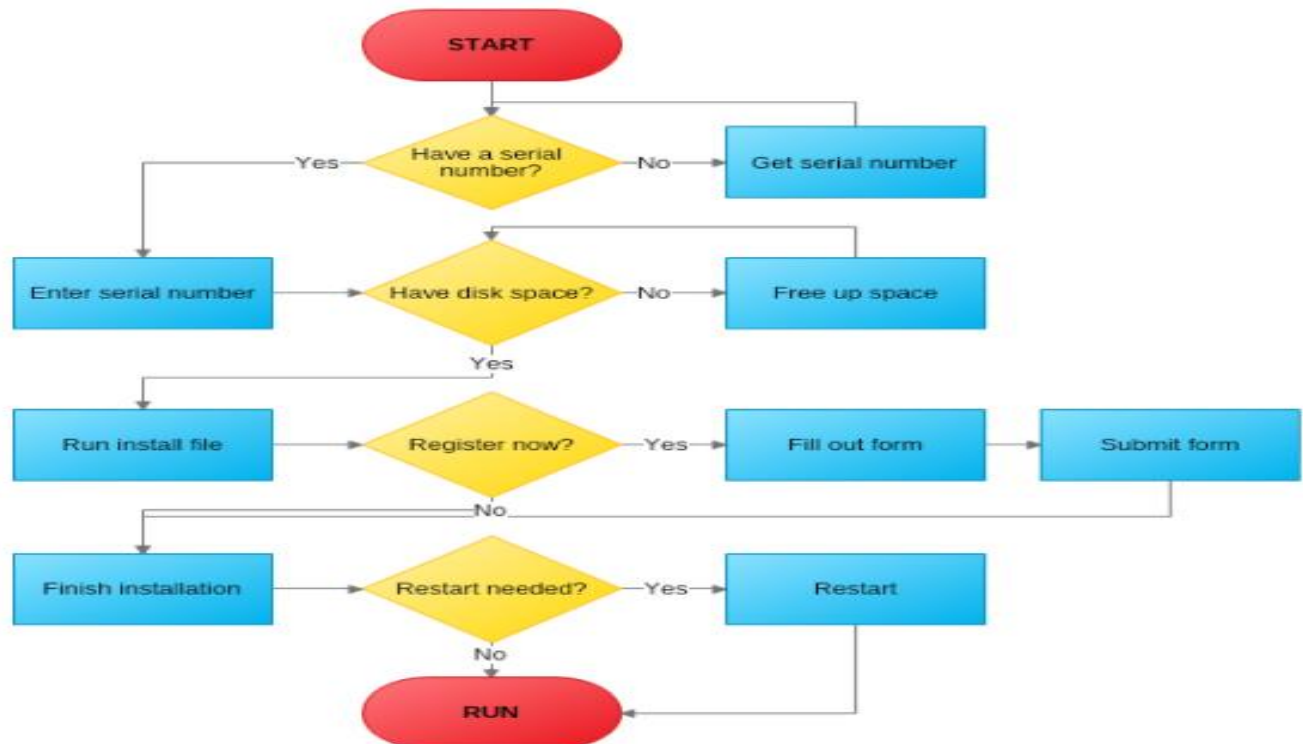 START
Have a serial
number?
Yes
No
Get serial number
Enter serial number
Have disk space?
No
Free up space
Yes
Run install file
Register now?
Yes
Fill out form
Submit form
No
Finish installation
Restart needed?
Yes
Restart
No
RUN